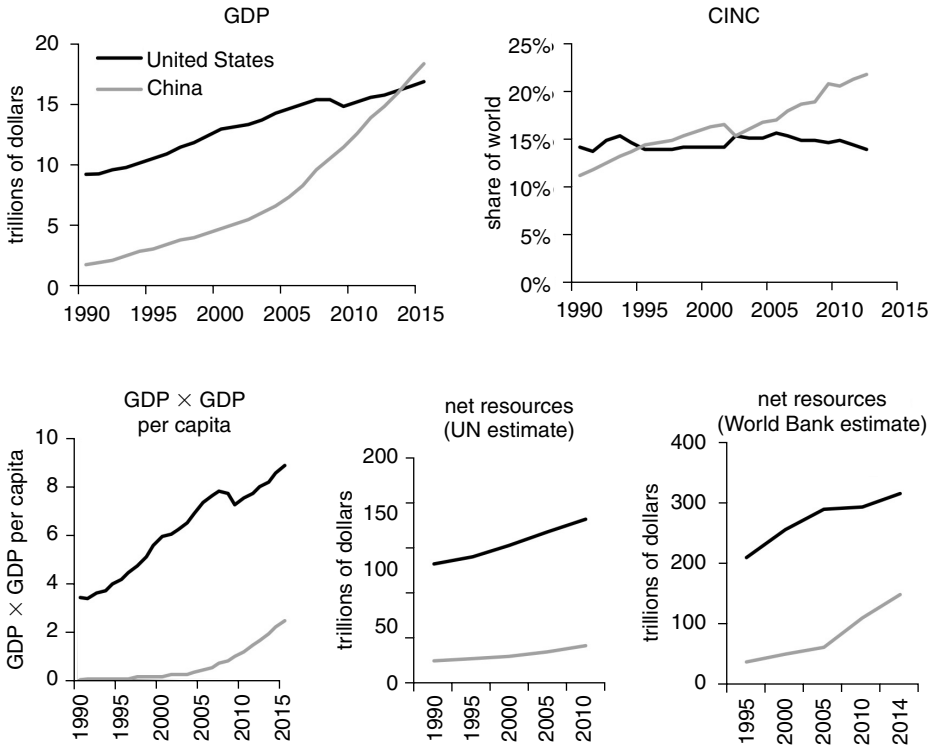 GDP
trillions of dollars
20
15
10
5
0
United States
China
1990 1995 2000 2005 2010 2015
CINC
share of world
25%
20%
15%
10%
5%
0%
1990 1995 2000 2005 2010 2015
GDP × GDP
per capita
GDP × GDP per capita
10
8
6
4
2
0
1990 1995 2000 2005 2010 2015
net resources
(UN estimate)
trillions of dollars
200
150
100
50
0
1990 1995 2000 2005 2010
net resources
(World Bank estimate)
trillions of dollars
400
300
200
100
0
1995 2000 2005 2010 2014